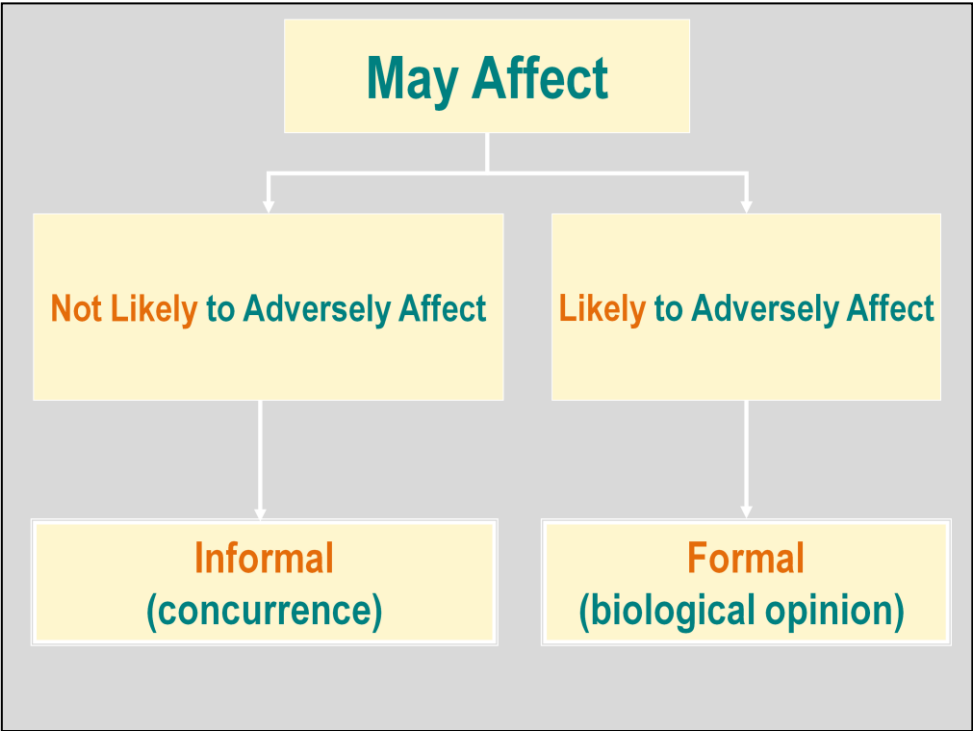 May Affect
Not Likely to Adversely Affect
Likely to Adversely Affect
Informal
(concurrence)
Formal
(biological opinion)